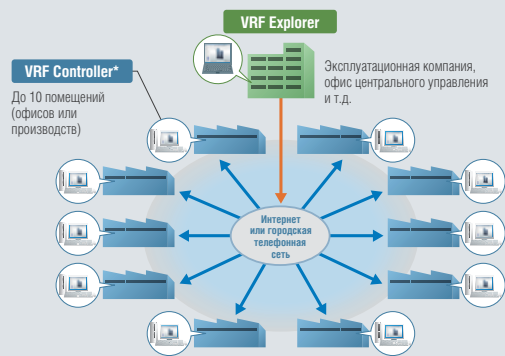 VRF Explorer
VRF Controller*
До 10 помещений
(офисов или
производств)
Эксплуатационная компания,
офис центрального управления
и т.д.
Интернет
или городская
телефонная
сеть